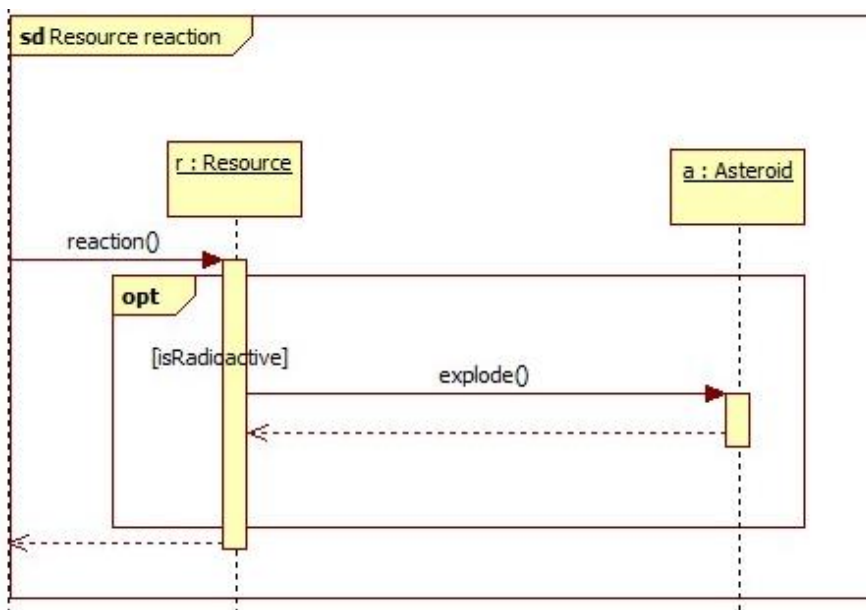 sd Resource reaction
r : Resource
a : Asteroid
reaction()
opt
[isRadioactive]
explode()